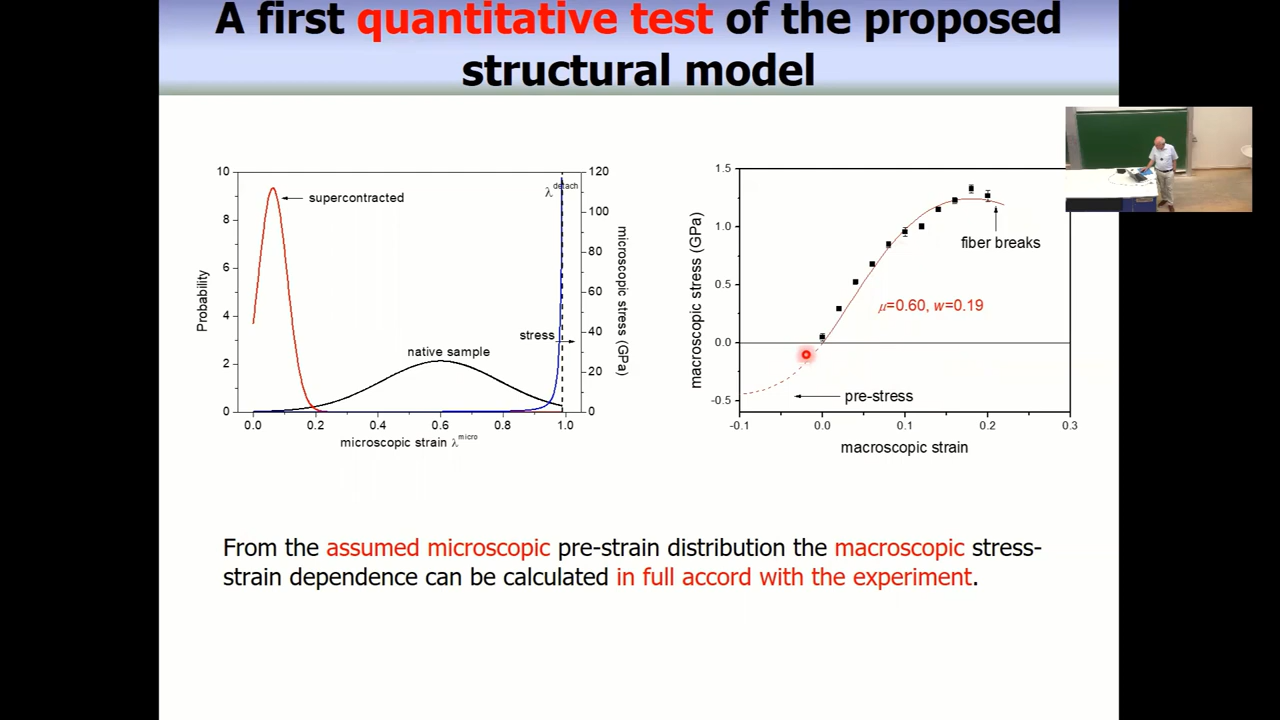 A first quantitative test of the proposed
structural model
10
8
6
4
2
0
Probability
0.0
0.2
0.4
0.6
0.8
1.0
microscopic strain λmicro
supercontracted
native sample
stress
λdetach
120
100
80
60
40
20
0
microscopic stress (GPa)
1.5
1.0
0.5
0.0
-0.5
macroscopic stress (GPa)
-0.1
0.0
0.1
0.2
0.3
macroscopic strain
fiber breaks
μ=0.60, w=0.19
pre-stress
From the assumed microscopic pre-strain distribution the macroscopic stress-
strain dependence can be calculated in full accord with the experiment.